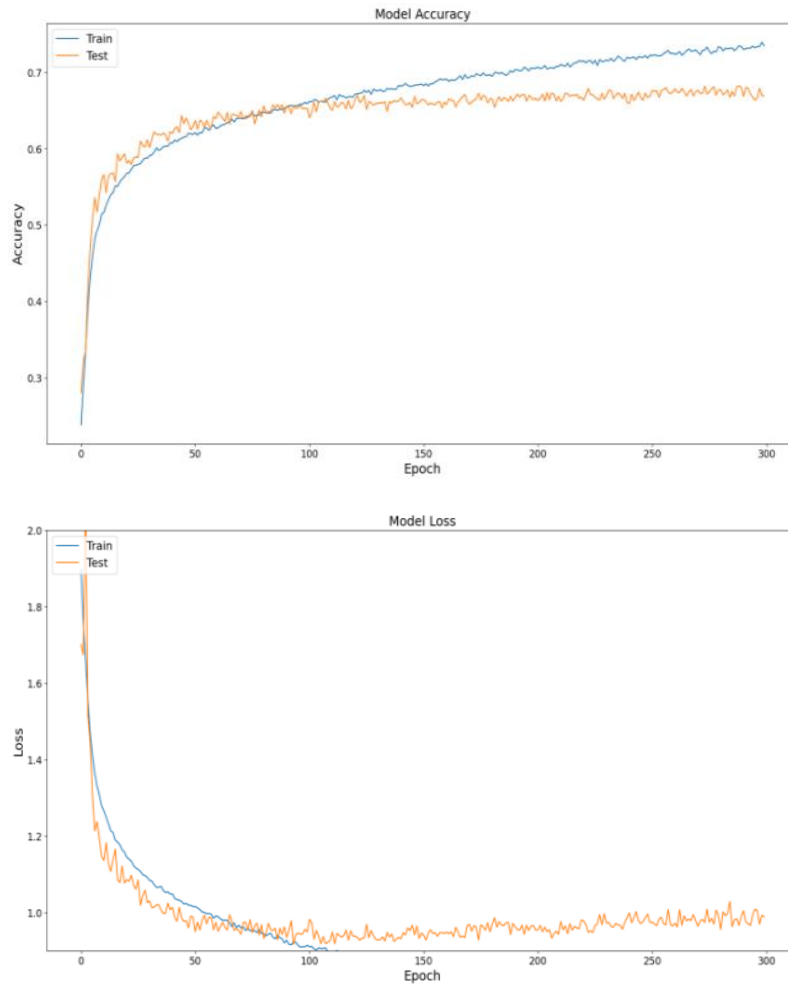 Model Accuracy
Train
Test
0.7
0.6
0.5
0.4
0.3
Accuracy
0 50 100 150 200 250 300
Epoch
Model Loss
2.0
Train
Test
1.8
1.6
1.4
1.2
1.0
Loss
0 50 100 150 200 250 300
Epoch